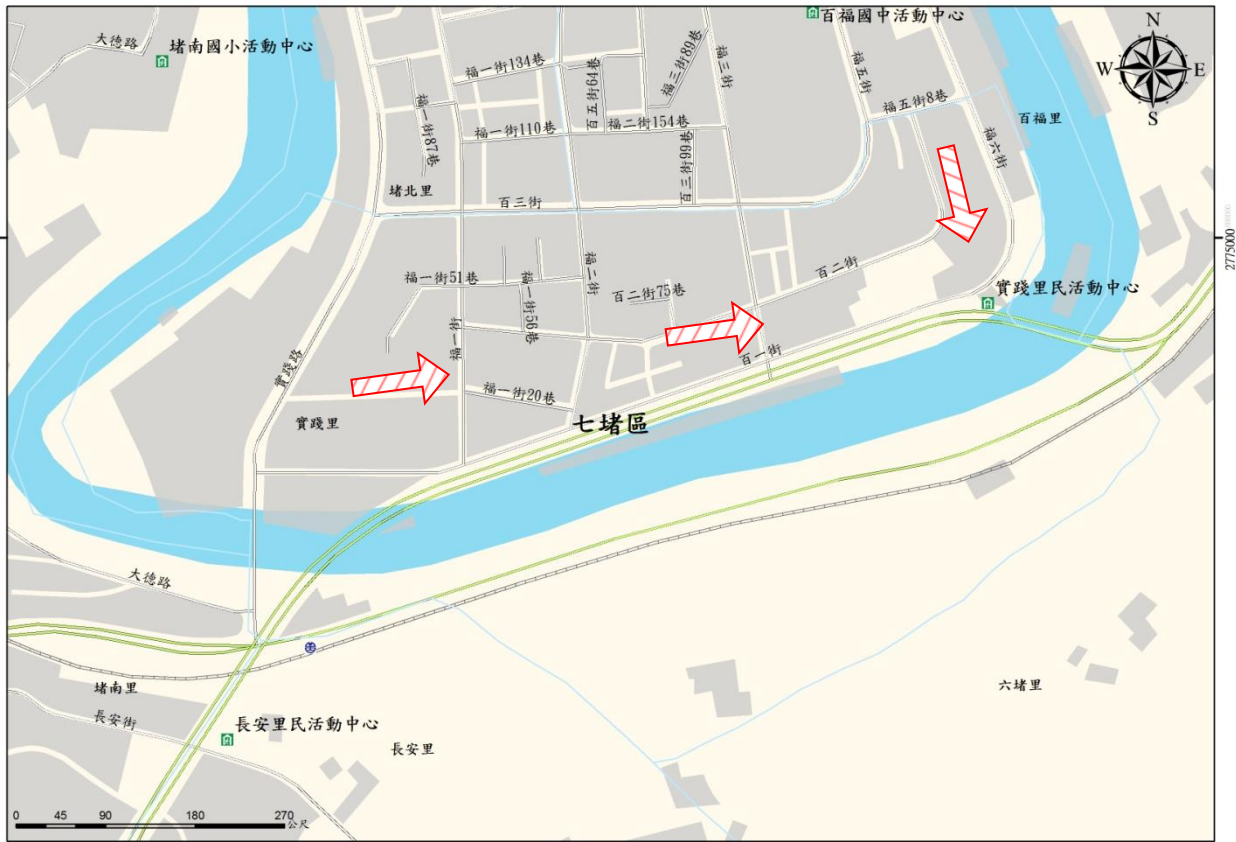 大德路
堵南國小活動中心
百福國中活動中心
N
W
E
S
福一街134巷
百五街64巷
福三街89巷
福三街
福五街
福五街8巷
百福里
福一街87巷
福一街110巷
福二街154巷
百三街99巷
福六街
堵北里
百三街
2775000
福一街51巷
福一街56巷
福二街
百二街75巷
百二街
實踐里民活動中心
實踐路
福一街
百一街
福一街20巷
實踐里
七堵區
大德路
堵南里
長安街
長安里民活動中心
長安里
六堵里
0 45 90 180 270
公尺